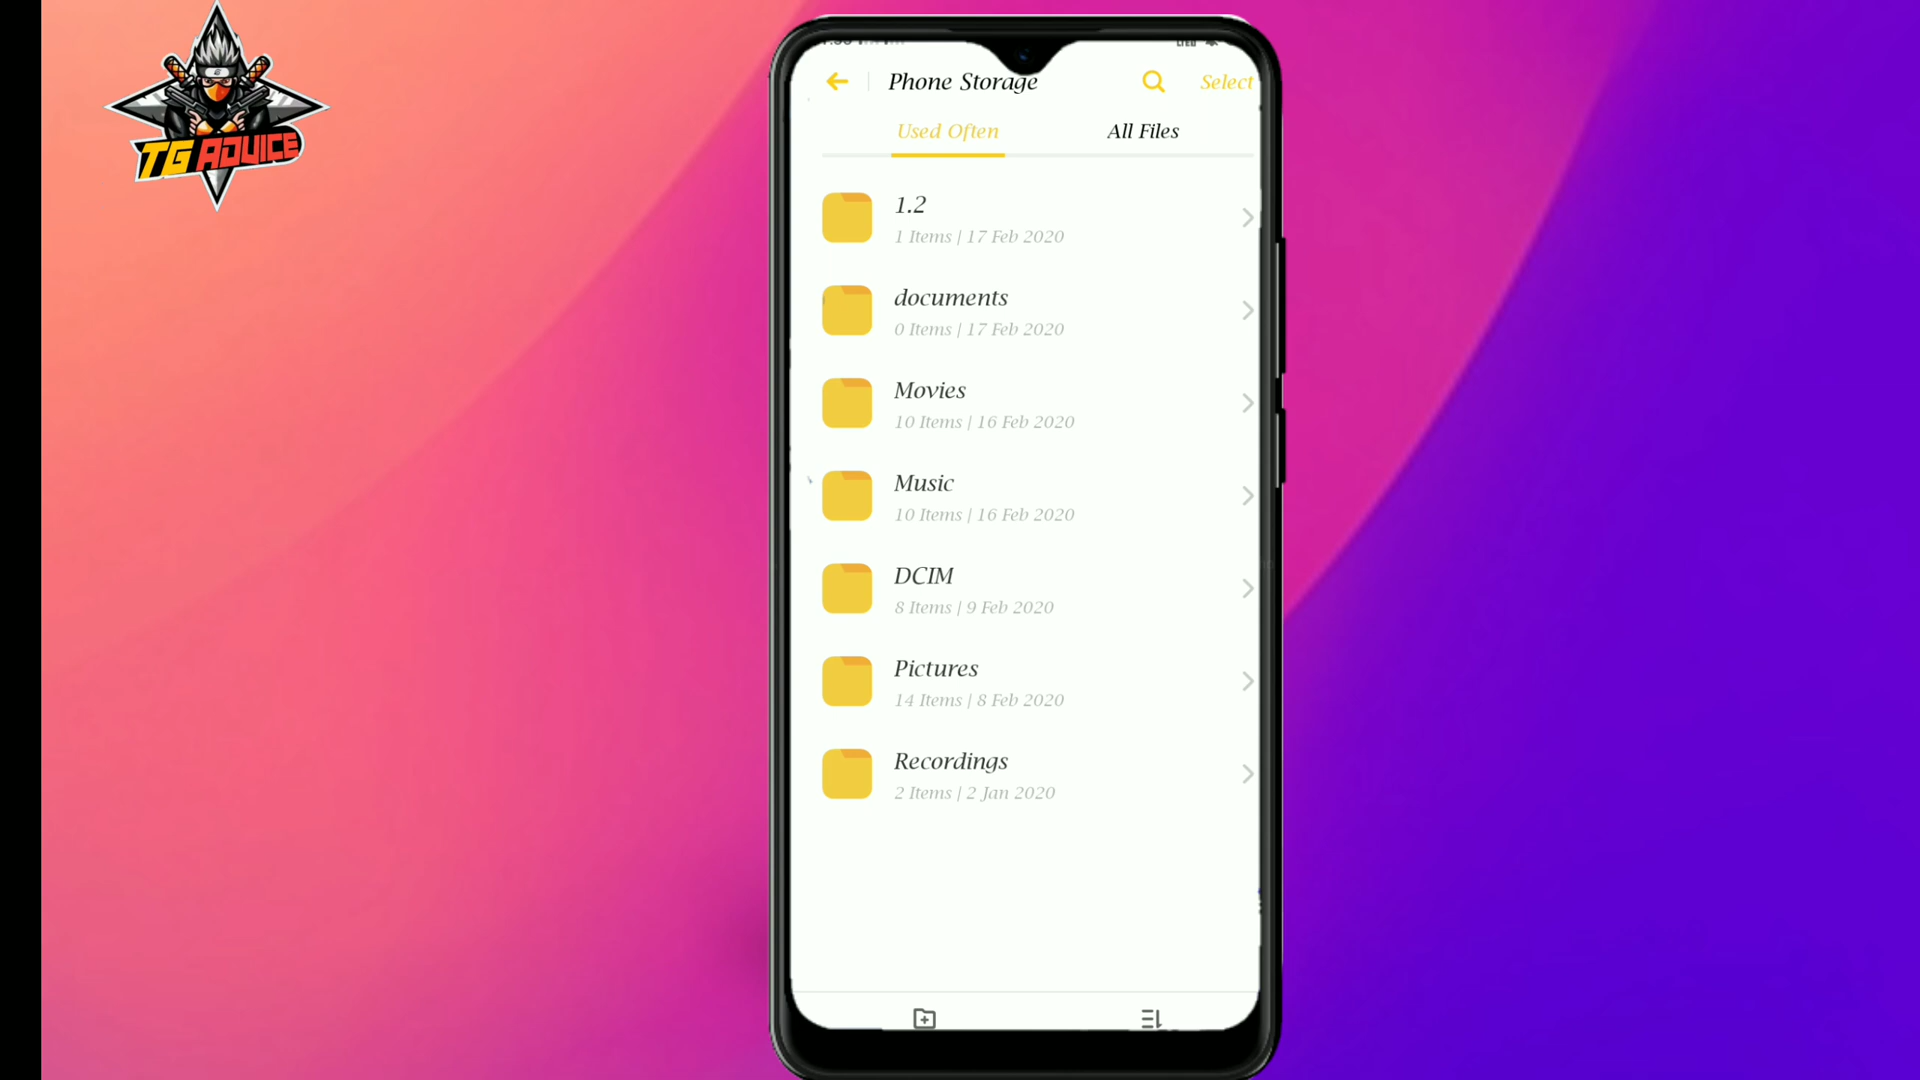 TG ADVICE
Phone Storage
Select
Used Often
All Files
1.2
1 Items | 17 Feb 2020
documents
0 Items | 17 Feb 2020
Movies
10 Items | 16 Feb 2020
Music
10 Items | 16 Feb 2020
DCIM
8 Items | 9 Feb 2020
Pictures
14 Items | 8 Feb 2020
Recordings
2 Items | 2 Jan 2020